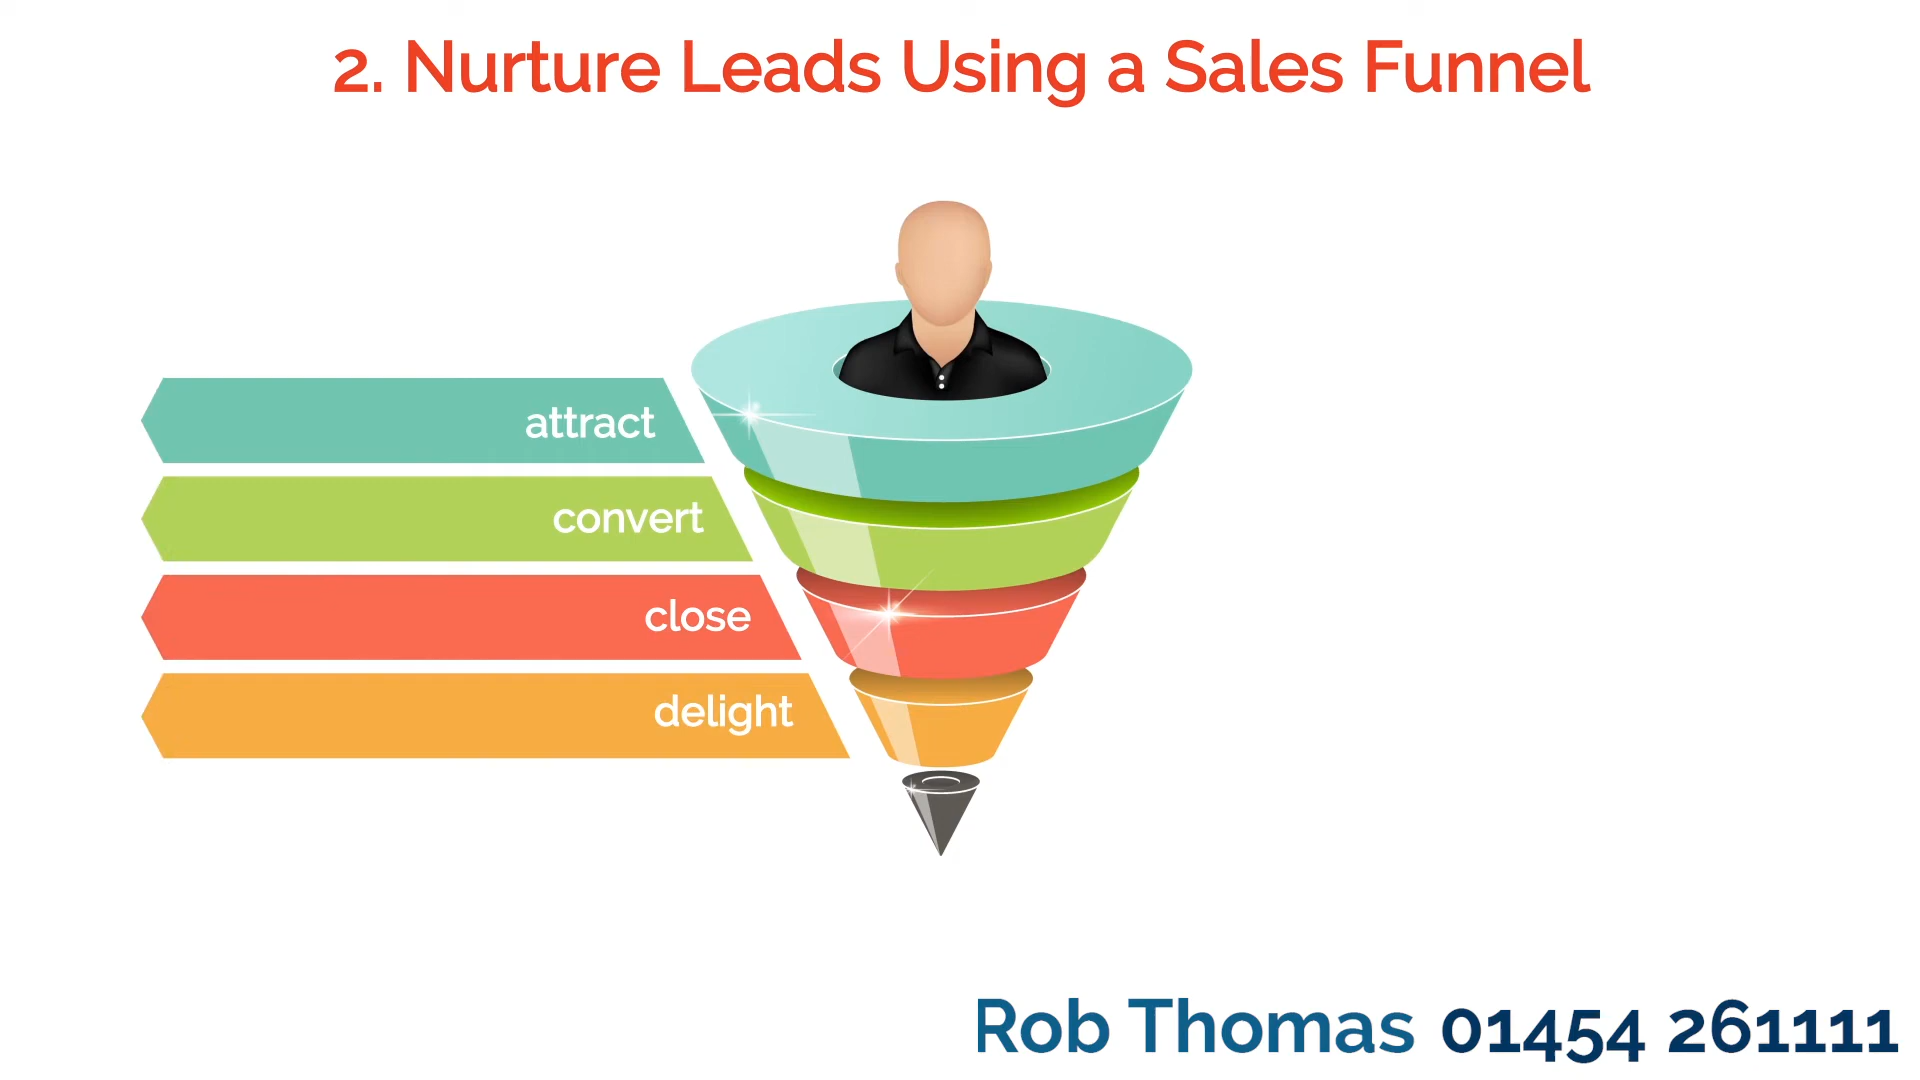 2. Nurture Leads Using a Sales Funnel
attract
convert
close
delight
Rob Thomas 01454 261111